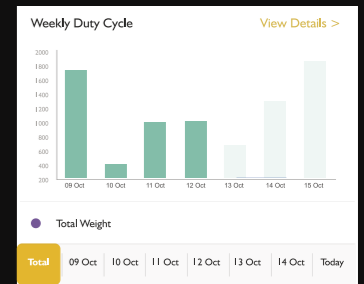 Weekly Duty Cycle View Details >
2000
1800
1600
1400
1200
1000
800
600
400
200
09 Oct 10 Oct 11 Oct 12 Oct 13 Oct 14 Oct 15 Oct
Total Weight
Total 09 Oct 10 Oct 11 Oct 12 Oct 13 Oct 14 Oct Today